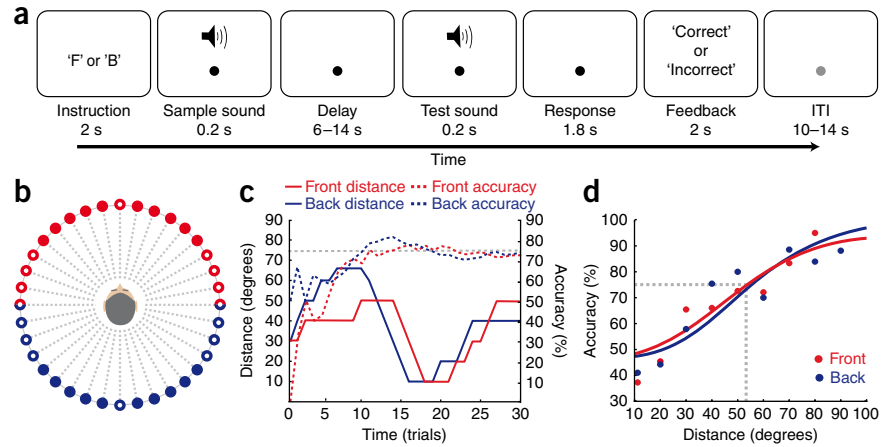 a
'F' or 'B'
'Correct'
or
'Incorrect'
Instruction Sample sound Delay Test sound Response Feedback ITI
2 s 0.2 s 6–14 s 0.2 s 1.8 s 2 s 10–14 s
Time
b
c
Front distance Front accuracy
Back distance Back accuracy
Distance (degrees)
90
80
70
60
50
40
30
20
10
0 5 10 15 20 25 30
Time (trials)
90
80
70
60
50
40
30
20
10
Accuracy (%)
d
Accuracy (%)
100
90
80
70
60
50
40
30
Front
Back
10 20 30 40 50 60 70 80 90 100
Distance (degrees)